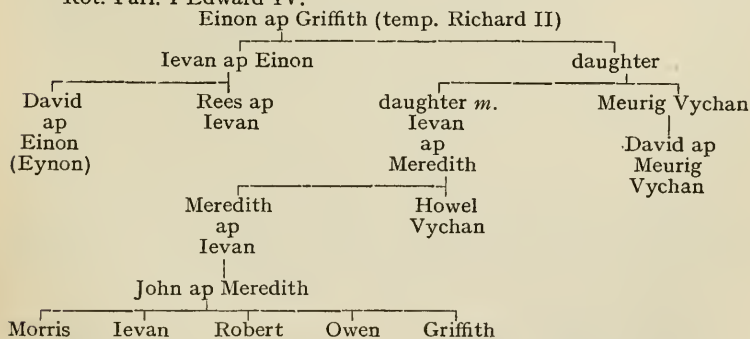 Rot. Parl. I Edward IV.
Einon ap Griffith (temp. Richard II)
Ievan ap Einon daughter
David Rees ap daughter m. Meurig Vychan
ap Ievan Ievan
Einon ap David ap
(Eynon) Meredith Meurig
Vychan
Meredith Howel
ap Vychan
Ievan
John ap Meredith
Morris Ievan Robert Owen Griffith